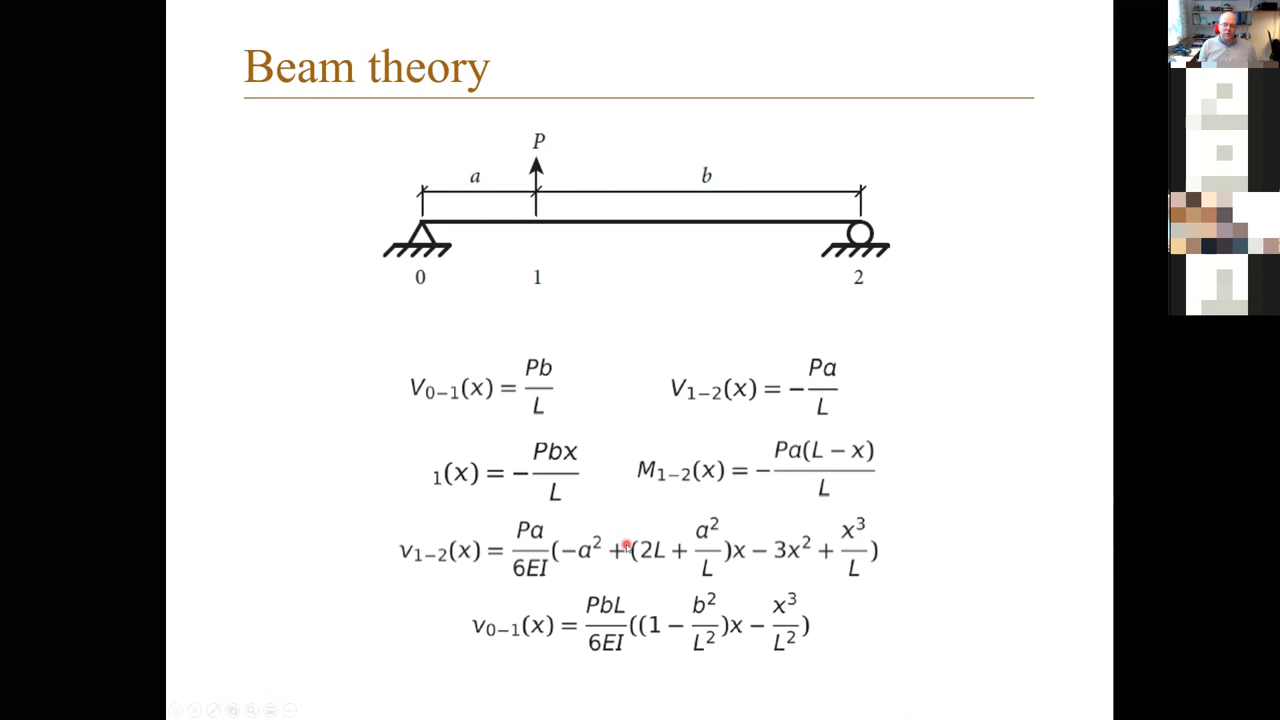 Beam theory
P
a b
0 1 2
V₀₋₁(x) = Pb/L V₁₋₂(x) = −Pa/L
₁(x) = −Pbx/L M₁₋₂(x) = −Pa(L − x)/L
v₁₋₂(x) = Pa/6EI(−a² + (2L + a²/L)x − 3x² + x³/L)
v₀₋₁(x) = PbL/6EI((1 − b²/L²)x − x³/L²)